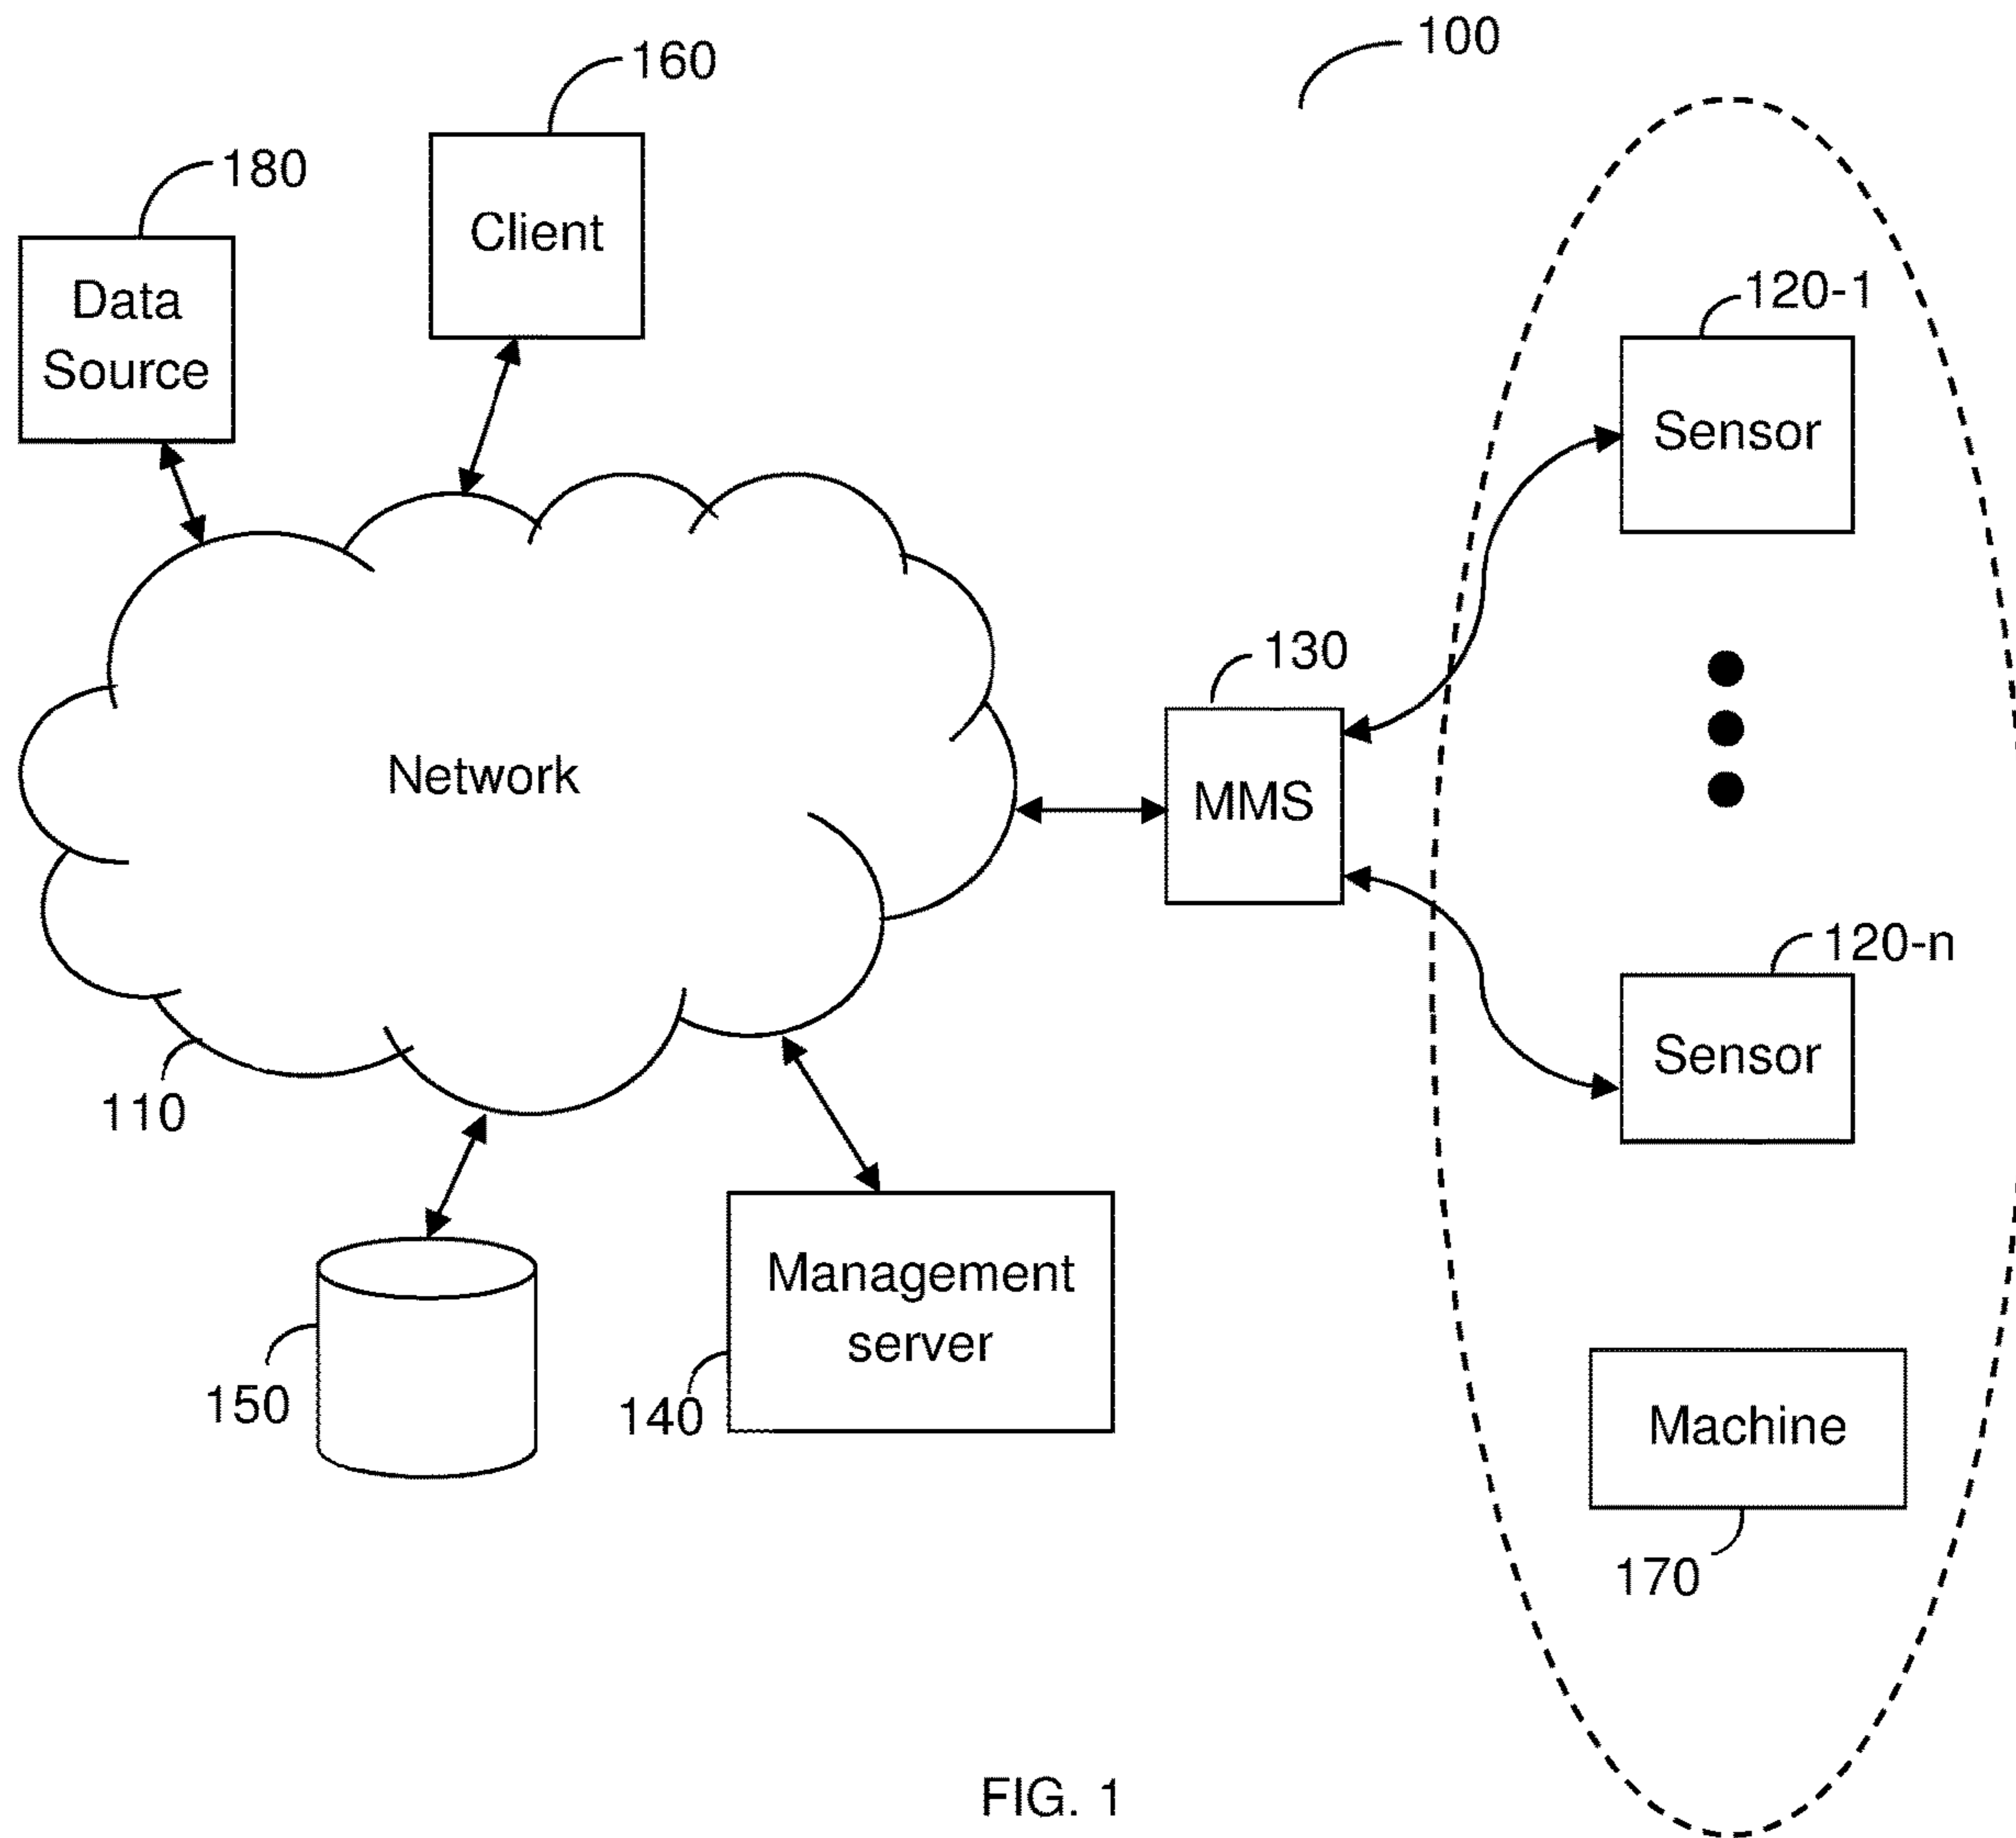 100
160
180
Client
Data
Source
120-1
Sensor
130
Network
MMS
120-n
Sensor
110
Management
server
150
140
Machine
170
FIG. 1